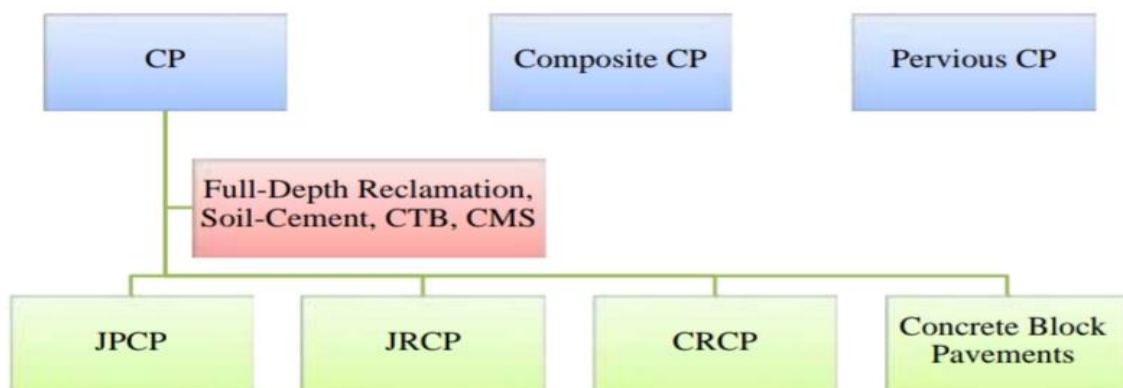 CP
Composite CP
Pervious CP
Full-Depth Reclamation,
Soil-Cement, CTB, CMS
JPCP
JRCP
CRCP
Concrete Block
Pavements